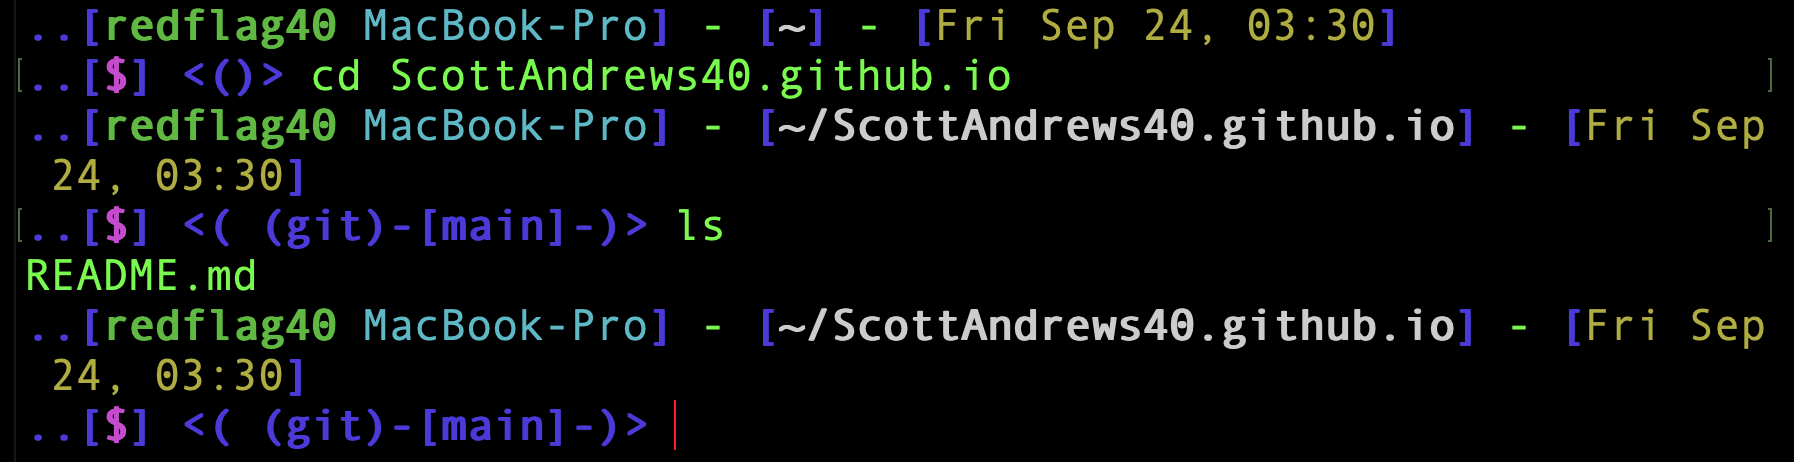 ..[redflag40 MacBook-Pro] - [~] - [Fri Sep 24, 03:30]
[..[$] <()> cd ScottAndrews40.github.io ]
..[redflag40 MacBook-Pro] - [~/ScottAndrews40.github.io] - [Fri Sep
24, 03:30]
[..[$] <( (git)-[main]-)> ls ]
README.md
..[redflag40 MacBook-Pro] - [~/ScottAndrews40.github.io] - [Fri Sep
24, 03:30]
..[$] <( (git)-[main]-)>